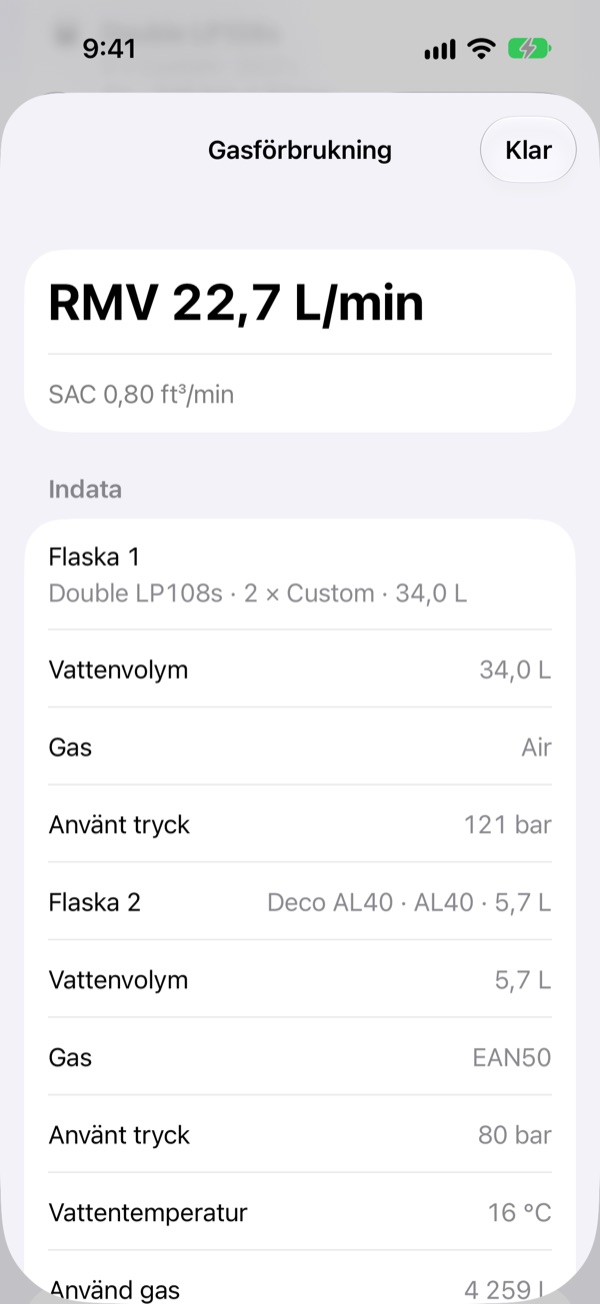 9:41
Gasförbrukning
Klar
RMV 22,7 L/min
SAC 0,80 ft³/min
Indata
Flaska 1
Double LP108s · 2 × Custom · 34,0 L
Vattenvolym 34,0 L
Gas Air
Använt tryck 121 bar
Flaska 2 Deco AL40 · AL40 · 5,7 L
Vattenvolym 5,7 L
Gas EAN50
Använt tryck 80 bar
Vattentemperatur 16 °C
Använd gas 4 259 L